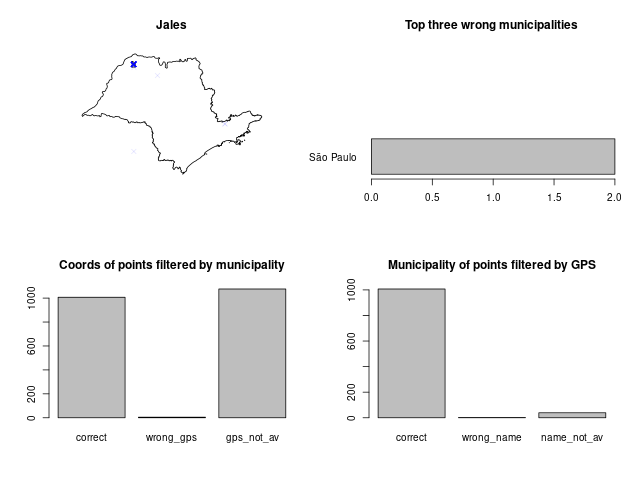 Jales
Top three wrong municipalities
São Paulo
0.0 0.5 1.0 1.5 2.0
Coords of points filtered by municipality
1000
600
200
0
correct wrong_gps gps_not_av
Municipality of points filtered by GPS
1000
600
200
0
correct wrong_name name_not_av